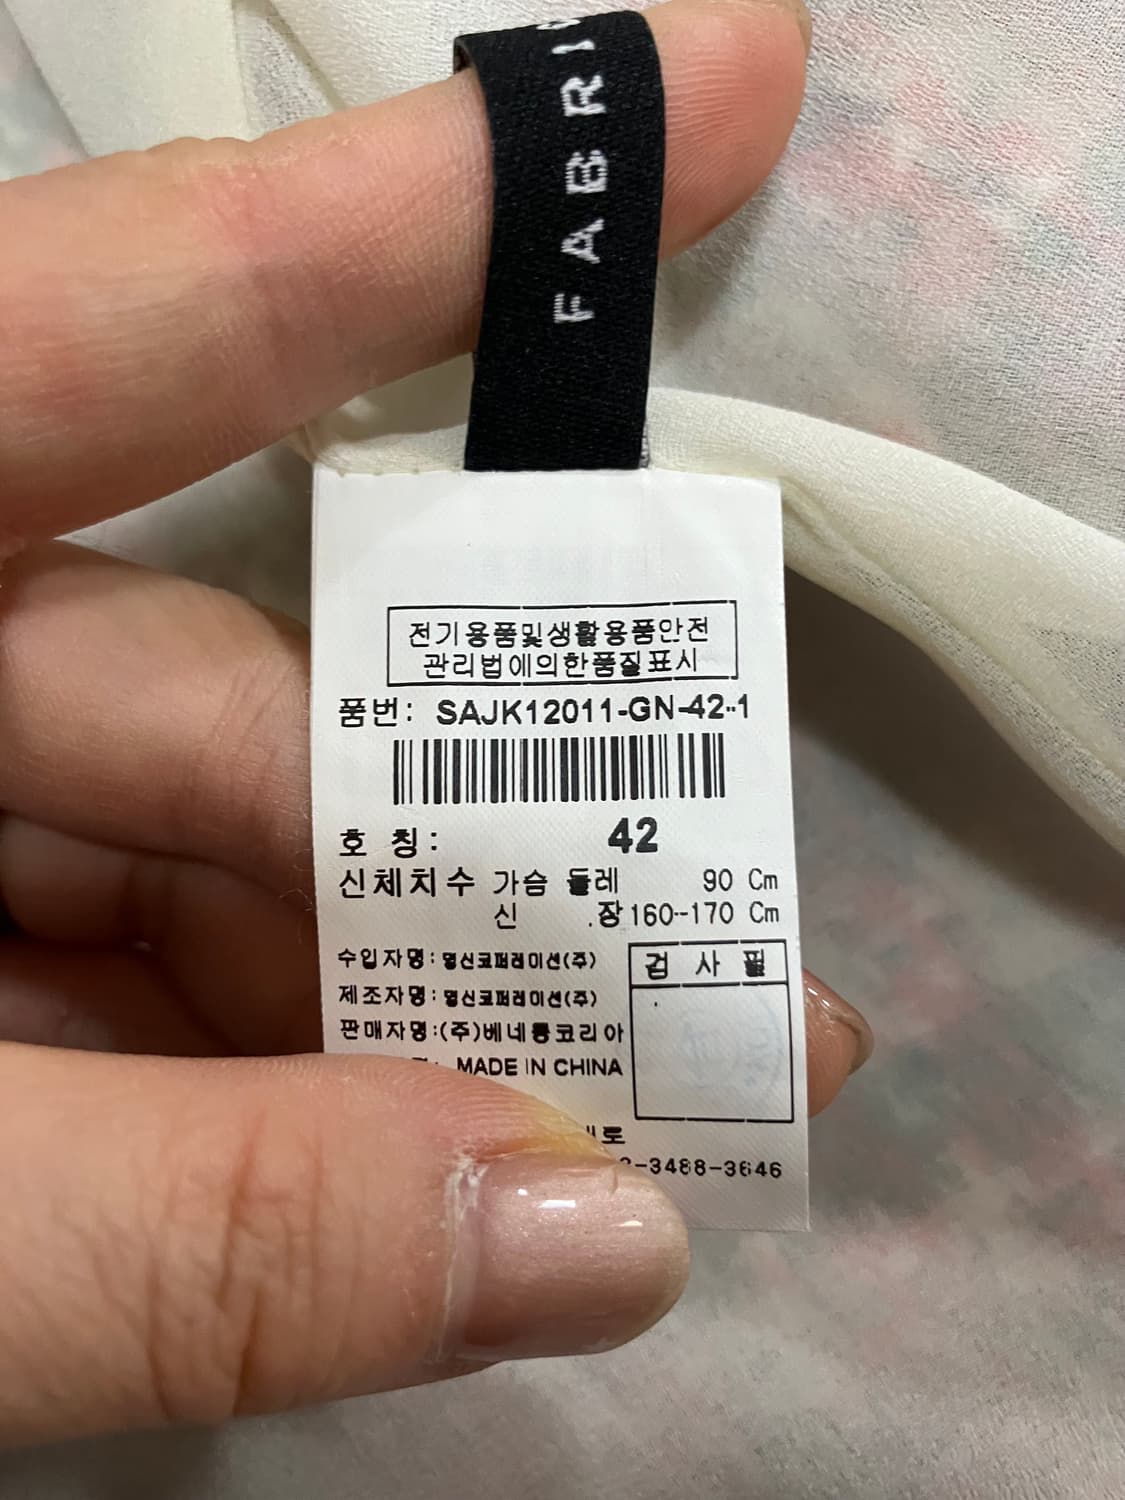 FABRI
전기용품및생활용품안전
관리법에의한품질표시
품번: SAJK12011-GN-42-1
호 칭: 42
신체치수 가슴 둘레 90 Cm
신 장 160--170 Cm
수입자명: 명신코퍼레이션(주)
제조자명: 명신코퍼레이션(주)
판매자명:(주)베네통코리아
MADE IN CHINA
검 사 필
-3488-3646